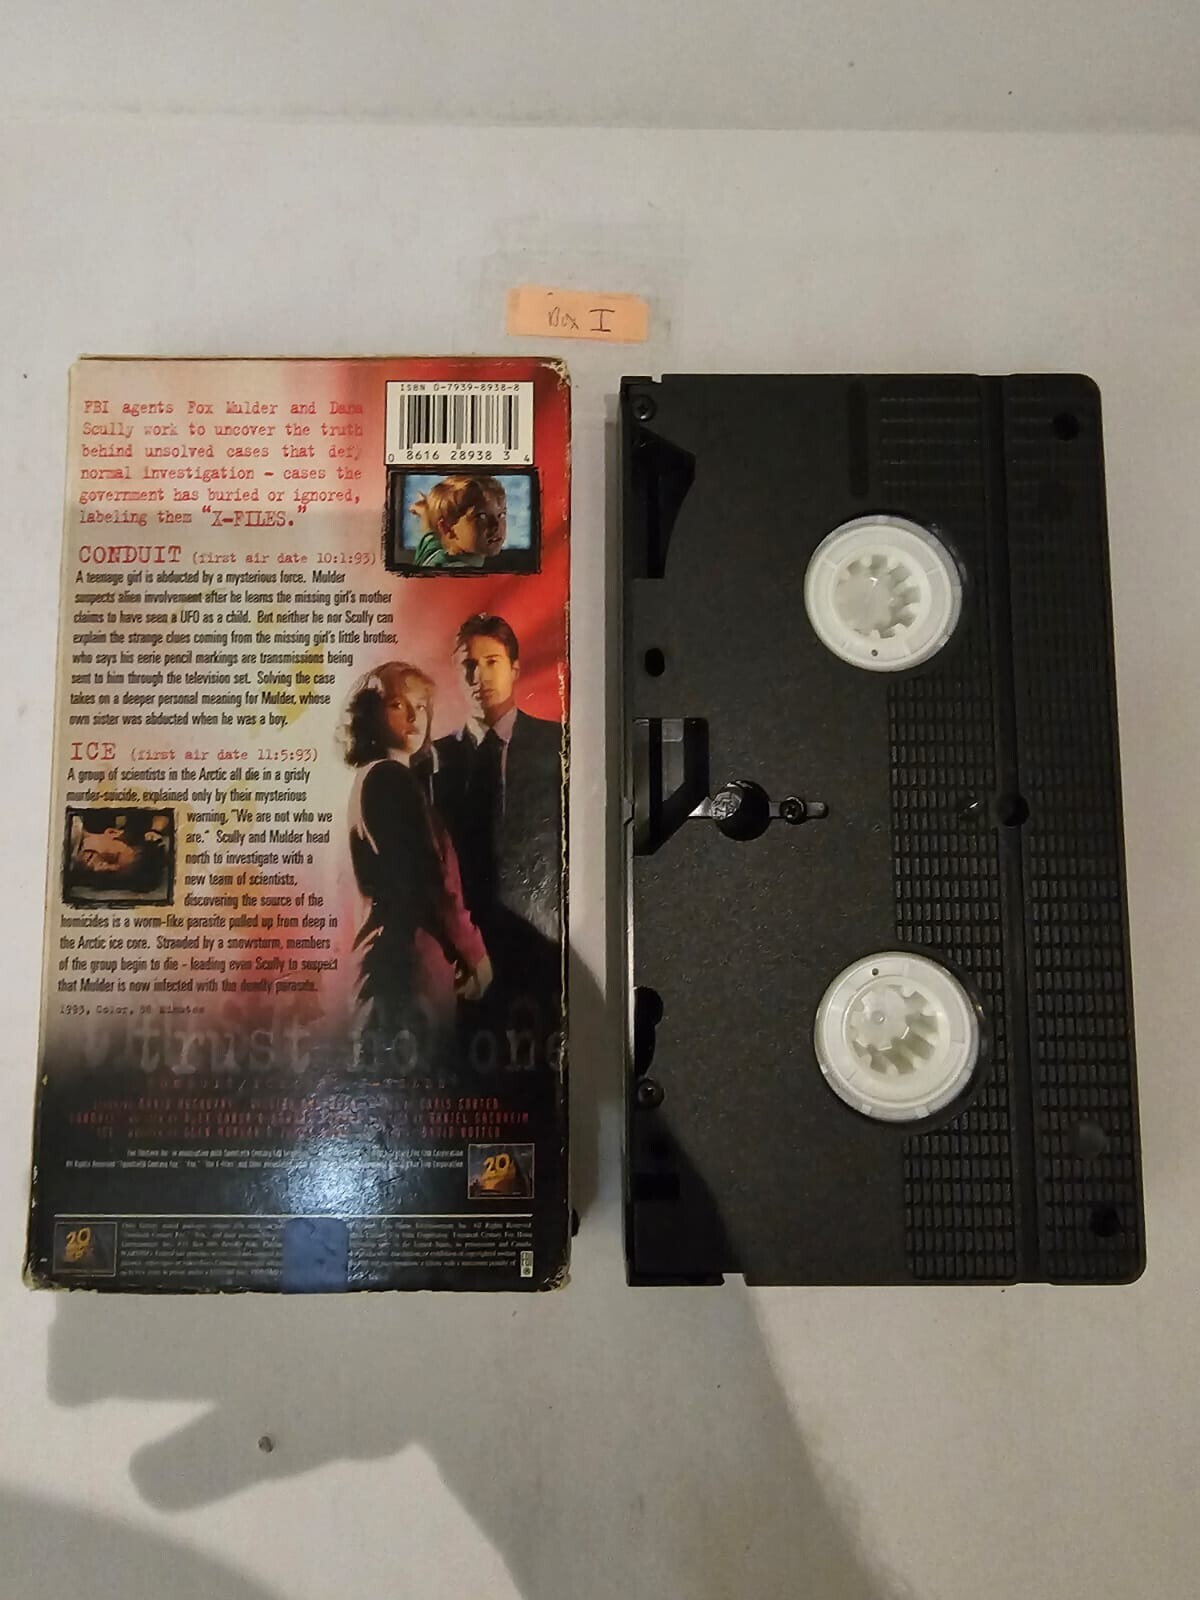 Box I
ISBN 0-7939-8938-8
0 8616 28938 3 4
FBI agents Fox Mulder and Dana
Scully work to uncover the truth
behind unsolved cases that defy
normal investigation - cases the
government has buried or ignored,
labeling them "X-FILES."
CONDUIT (first air date 10:1:93)
A teenage girl is abducted by a mysterious force. Mulder
suspects alien involvement after he learns the missing girl's mother
claims to have seen a UFO as a child. But neither he nor Scully can
explain the strange clues coming from the missing girl's little brother,
who says his eerie pencil markings are transmissions being
sent to him through the television set. Solving the case
takes on a deeper personal meaning for Mulder, whose
own sister was abducted when he was a boy.
ICE (first air date 11:5:93)
A group of scientists in the Arctic all die in a grisly
murder-suicide, explained only by their mysterious
warning, "We are not who we
are." Scully and Mulder head
north to investigate with a
new team of scientists,
discovering the source of the
homicides is a worm-like parasite pulled up from deep in
the Arctic ice core. Stranded by a snowstorm, members
of the group begin to die - leading even Scully to suspect
that Mulder is now infected with the deadly parasite.
1993, Color, Minutes
trust no one
CHRIS CARTER
DANIEL SACKHEIM
ICE GLEN MORGAN DAVID NUTTER
20
20